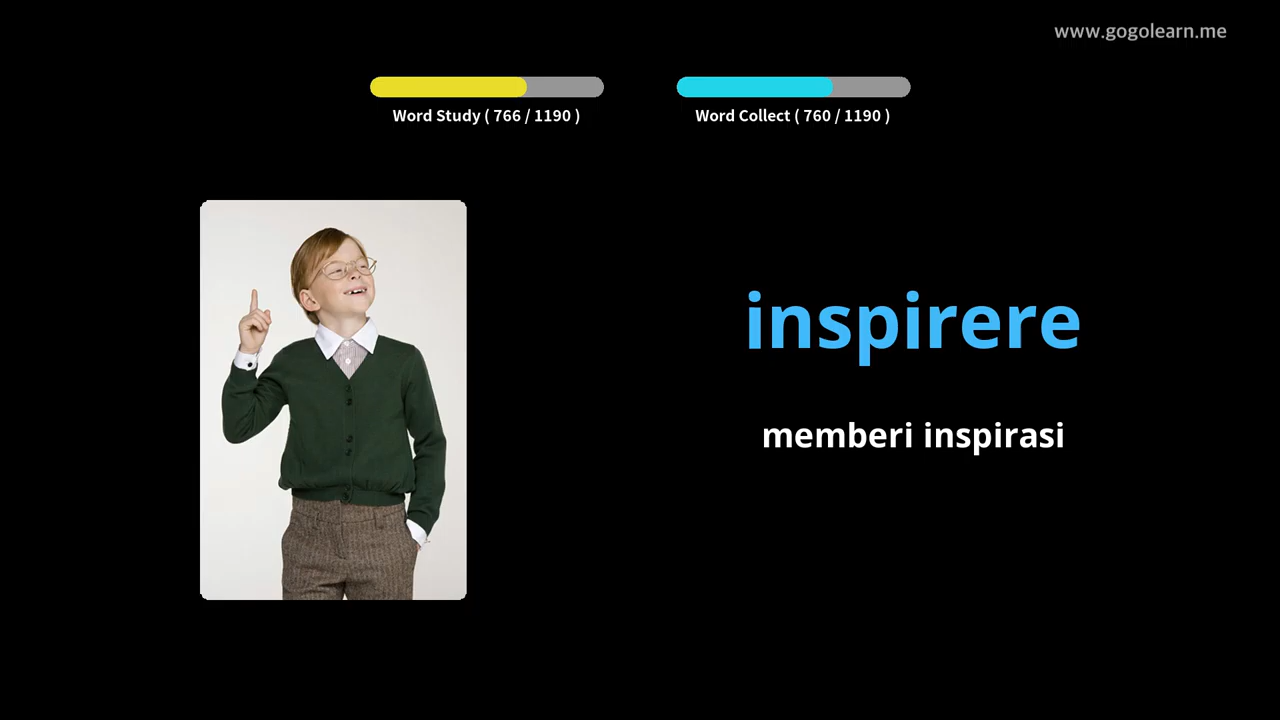 www.gogolearn.me
Word Study ( 766 / 1190 )
Word Collect ( 760 / 1190 )
inspirere
memberi inspirasi